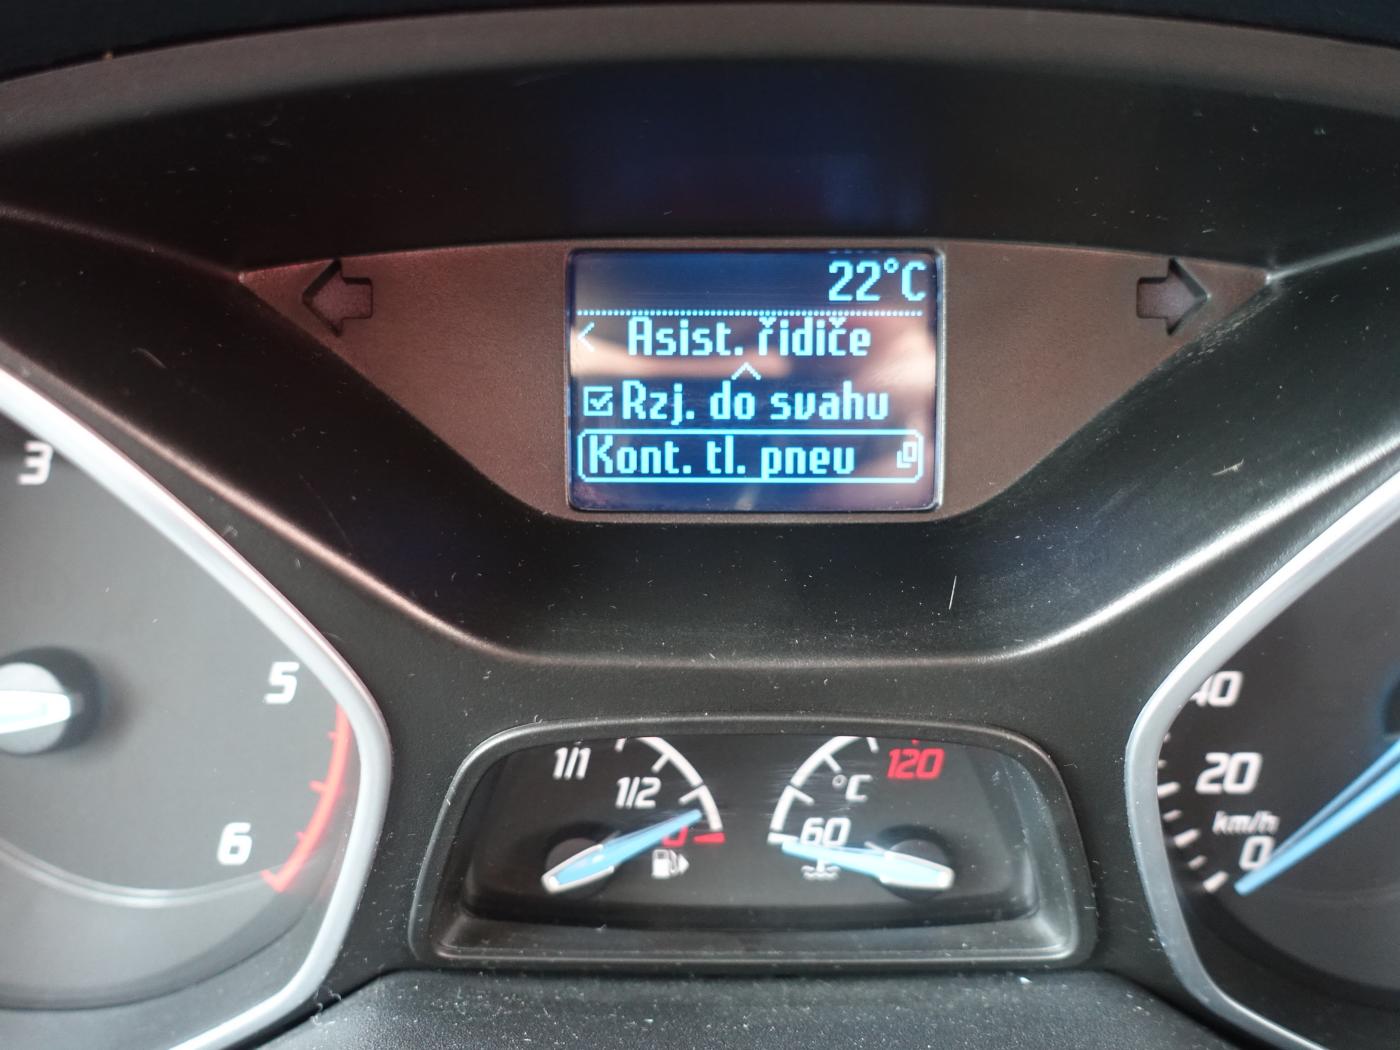 22°C
Asist. řidiče
Rzj. do svahu
Kont. tl. pneu
3
5
6
1/1
1/2
0
120
°C
60
40
20
km/h
0